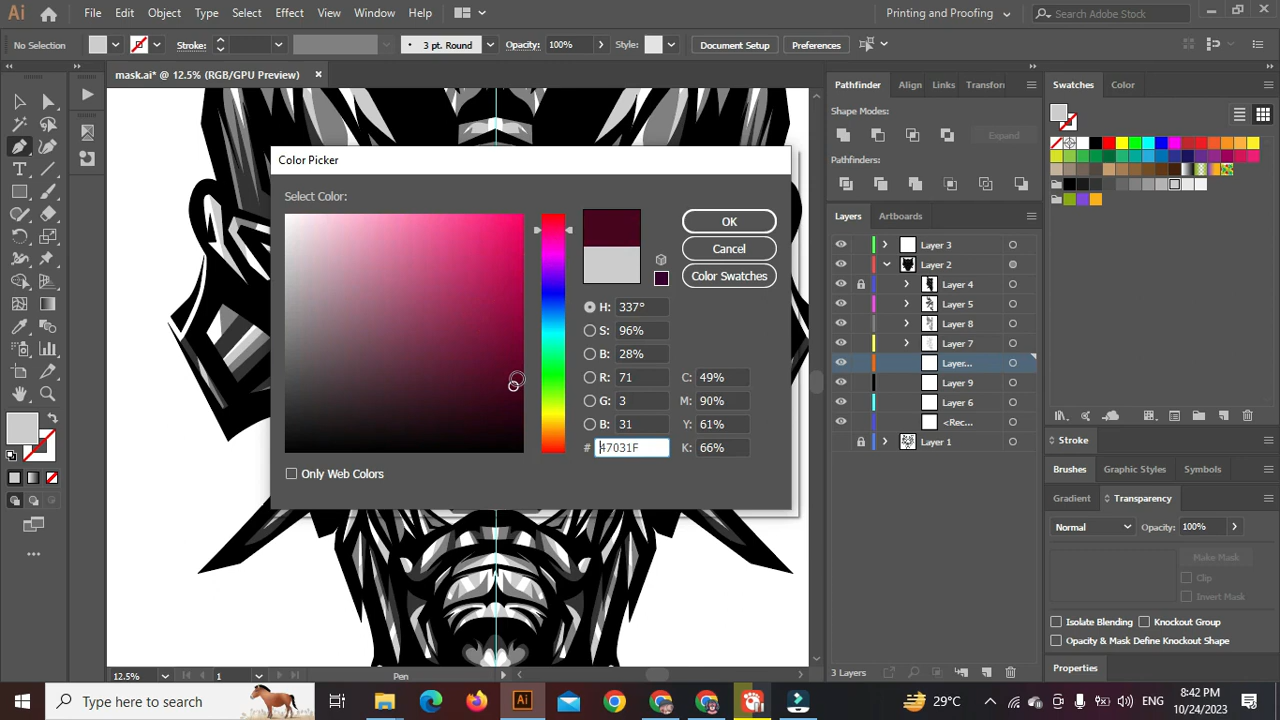 Ai File Edit Object Type Select Effect View Window Help Printing and Proofing Search Adobe Stock
No Selection Stroke: 3 pt. Round Opacity: 100% Style: Document Setup Preferences
mask.ai* @ 12.5% (RGB/GPU Preview)
Color Picker
Select Color:
OK
Cancel
Color Swatches
H: 337°
S: 96%
B: 28%
R: 71 C: 49%
G: 3 M: 90%
B: 31 Y: 61%
# 47031F K: 66%
Only Web Colors
Pathfinder Align Links Transfon
Shape Modes:
Expand
Pathfinders:
Layers Artboards
Layer 3
Layer 2
Layer 4
Layer 5
Layer 8
Layer 7
Layer...
Layer 9
Layer 6
<Rec...
Layer 1
3 Layers
Swatches Color
Stroke
Brushes Graphic Styles Symbols
Gradient Transparency
Normal Opacity: 100%
Make Mask
Clip
Invert Mask
Isolate Blending Knockout Group
Opacity & Mask Define Knockout Shape
Properties
12.5% 1 Pen
Type here to search
Ai
29°C
ENG
8:42 PM
10/24/2023